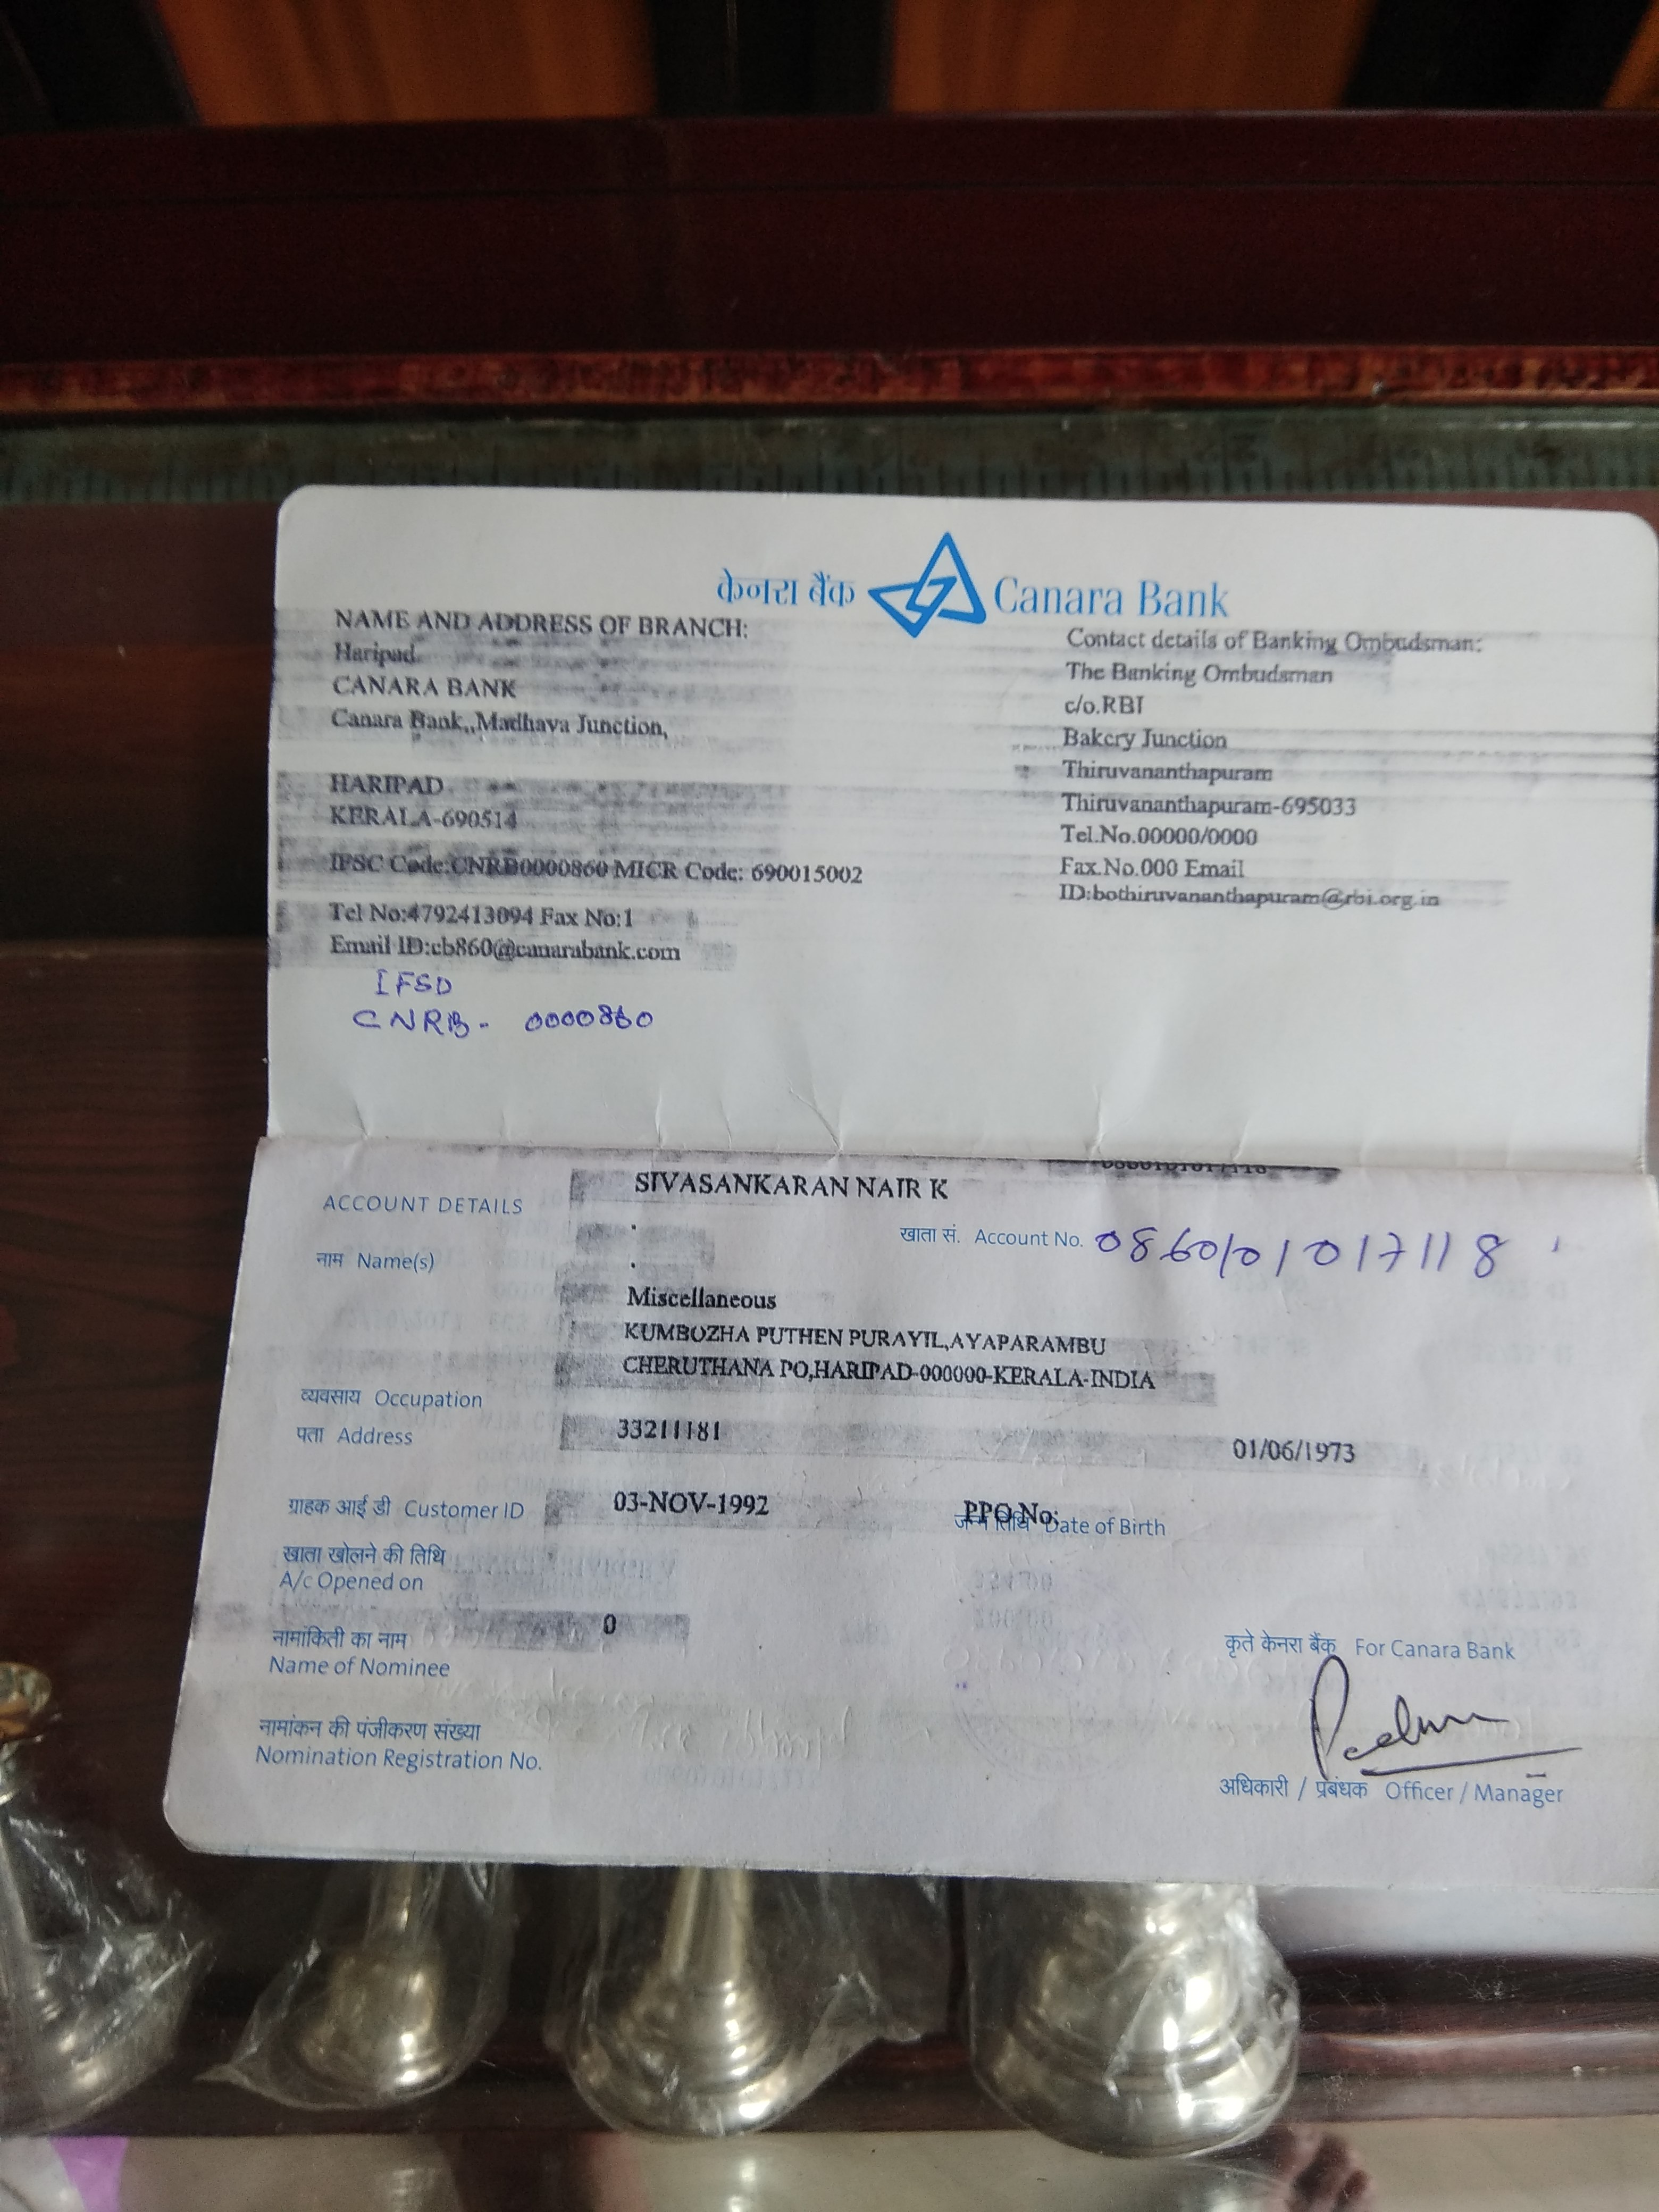 केनरा बैंक Canara Bank
NAME AND ADDRESS OF BRANCH:
Haripad
CANARA BANK
Canara Bank,,Madhava Junction,
HARIPAD
KERALA-690514
IFSC Code:CNRB0000860 MICR Code: 690015002
Tel No:4792413094 Fax No:1
Email ID:cb860@canarabank.com
IFSD
CNRB- 0000860
Contact details of Banking Ombudsman:
The Banking Ombudsman
c/o.RBI
Bakery Junction
Thiruvananthapuram
Thiruvananthapuram-695033
Tel.No.00000/0000
Fax.No.000 Email
ID:bothiruvananthapuram@rbi.org.in
SIVASANKARAN NAIR K
ACCOUNT DETAILS
खाता सं. Account No. 0860101017118
नाम Name(s)
Miscellaneous
KUMBOZHA PUTHEN PURAYIL,AYAPARAMBU
CHERUTHANA PO,HARIPAD-000000-KERALA-INDIA
व्यवसाय Occupation
पता Address
33211181
01/06/1973
ग्राहक आई डी Customer ID
03-NOV-1992
PPO No:
जन्म तिथि Date of Birth
खाता खोलने की तिथि
A/c Opened on
0
नामांकिती का नाम
Name of Nominee
कृते केनरा बैंक For Canara Bank
नामांकन की पंजीकरण संख्या
Nomination Registration No.
अधिकारी / प्रबंधक Officer / Manager